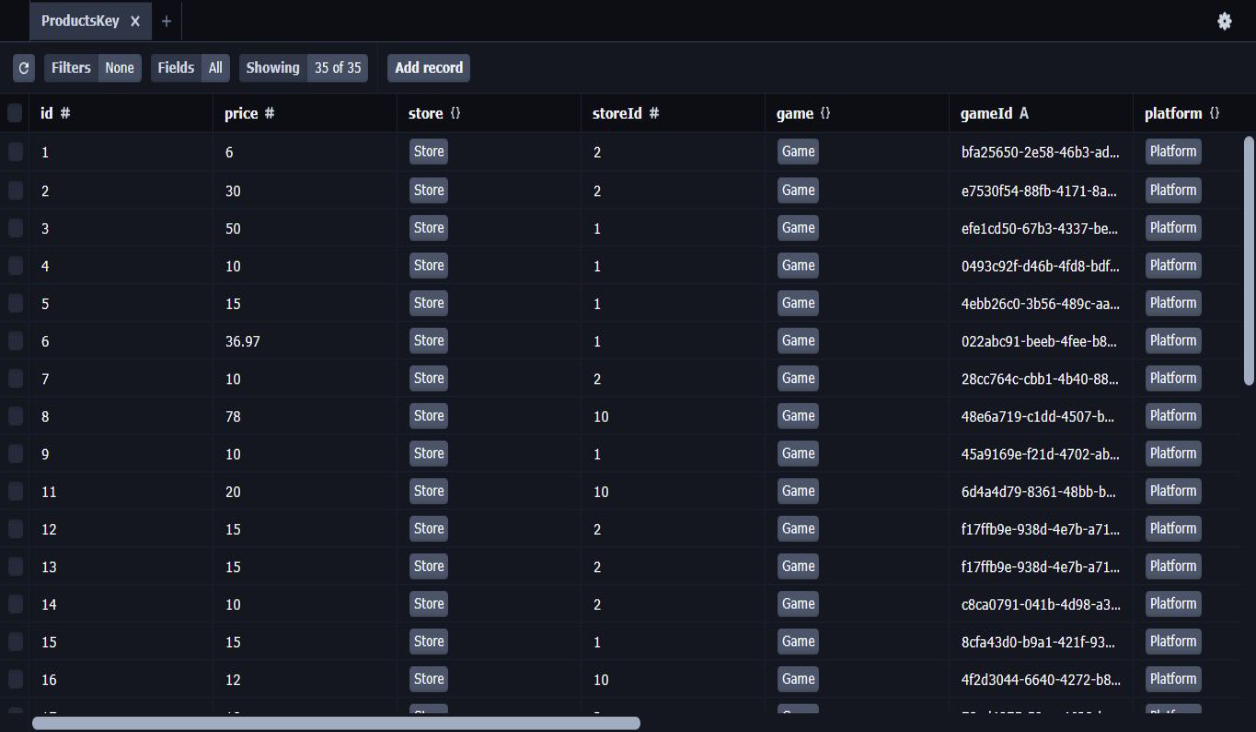 ProductsKey X +
Filters None Fields All Showing 35 of 35 Add record
id # price # store {} storeId # game {} gameId A platform {}
1 6 Store 2 Game bfa25650-2e58-46b3-ad... Platform
2 30 Store 2 Game e7530f54-88fb-4171-8a... Platform
3 50 Store 1 Game efe1cd50-67b3-4337-be... Platform
4 10 Store 1 Game 0493c92f-d46b-4fd8-bdf... Platform
5 15 Store 1 Game 4ebb26c0-3b56-489c-aa... Platform
6 36.97 Store 1 Game 022abc91-beeb-4fee-b8... Platform
7 10 Store 2 Game 28cc764c-cbb1-4b40-88... Platform
8 78 Store 10 Game 48e6a719-c1dd-4507-b... Platform
9 10 Store 1 Game 45a9169e-f21d-4702-ab... Platform
11 20 Store 10 Game 6d4a4d79-8361-48bb-b... Platform
12 15 Store 2 Game f17ffb9e-938d-4e7b-a71... Platform
13 15 Store 2 Game f17ffb9e-938d-4e7b-a71... Platform
14 10 Store 2 Game c8ca0791-041b-4d98-a3... Platform
15 15 Store 1 Game 8cfa43d0-b9a1-421f-93... Platform
16 12 Store 10 Game 4f2d3044-6640-4272-b8... Platform